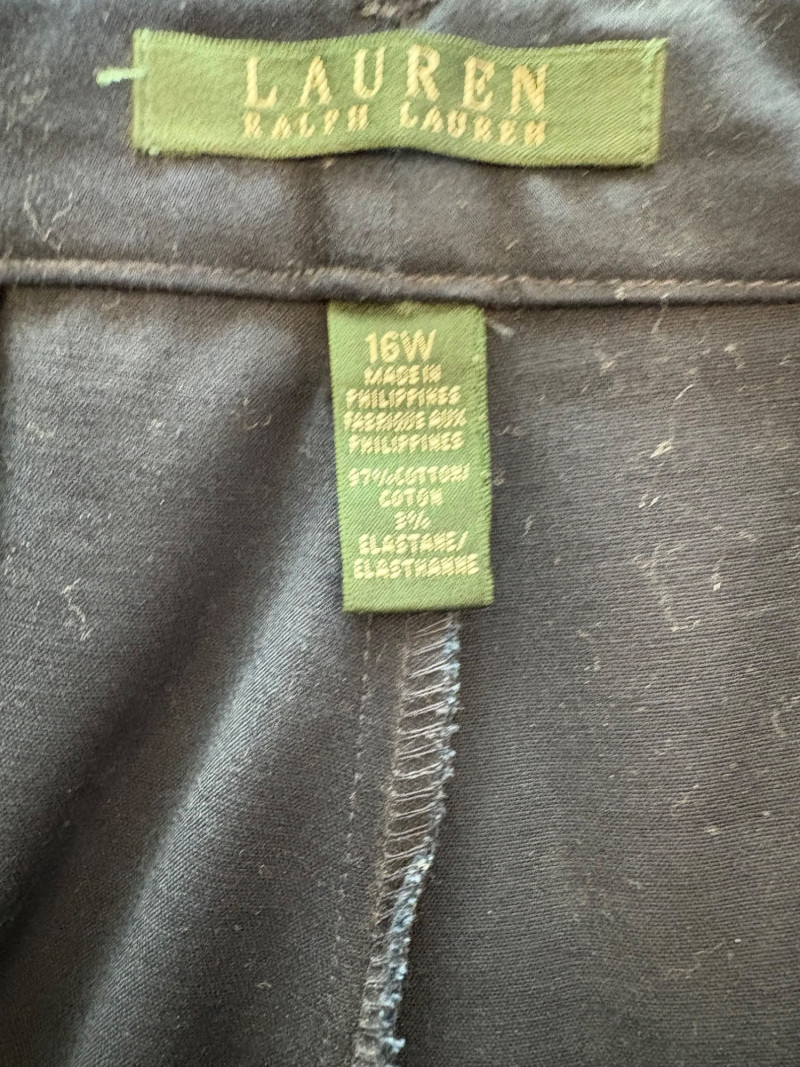 LAUREN
RALPH LAUREN
16W
MADE IN
PHILIPPINES
FABRIQUE AUX
PHILIPPINES
97%COTTON/
COTON
3%
ELASTANE/
ELASTHANNE